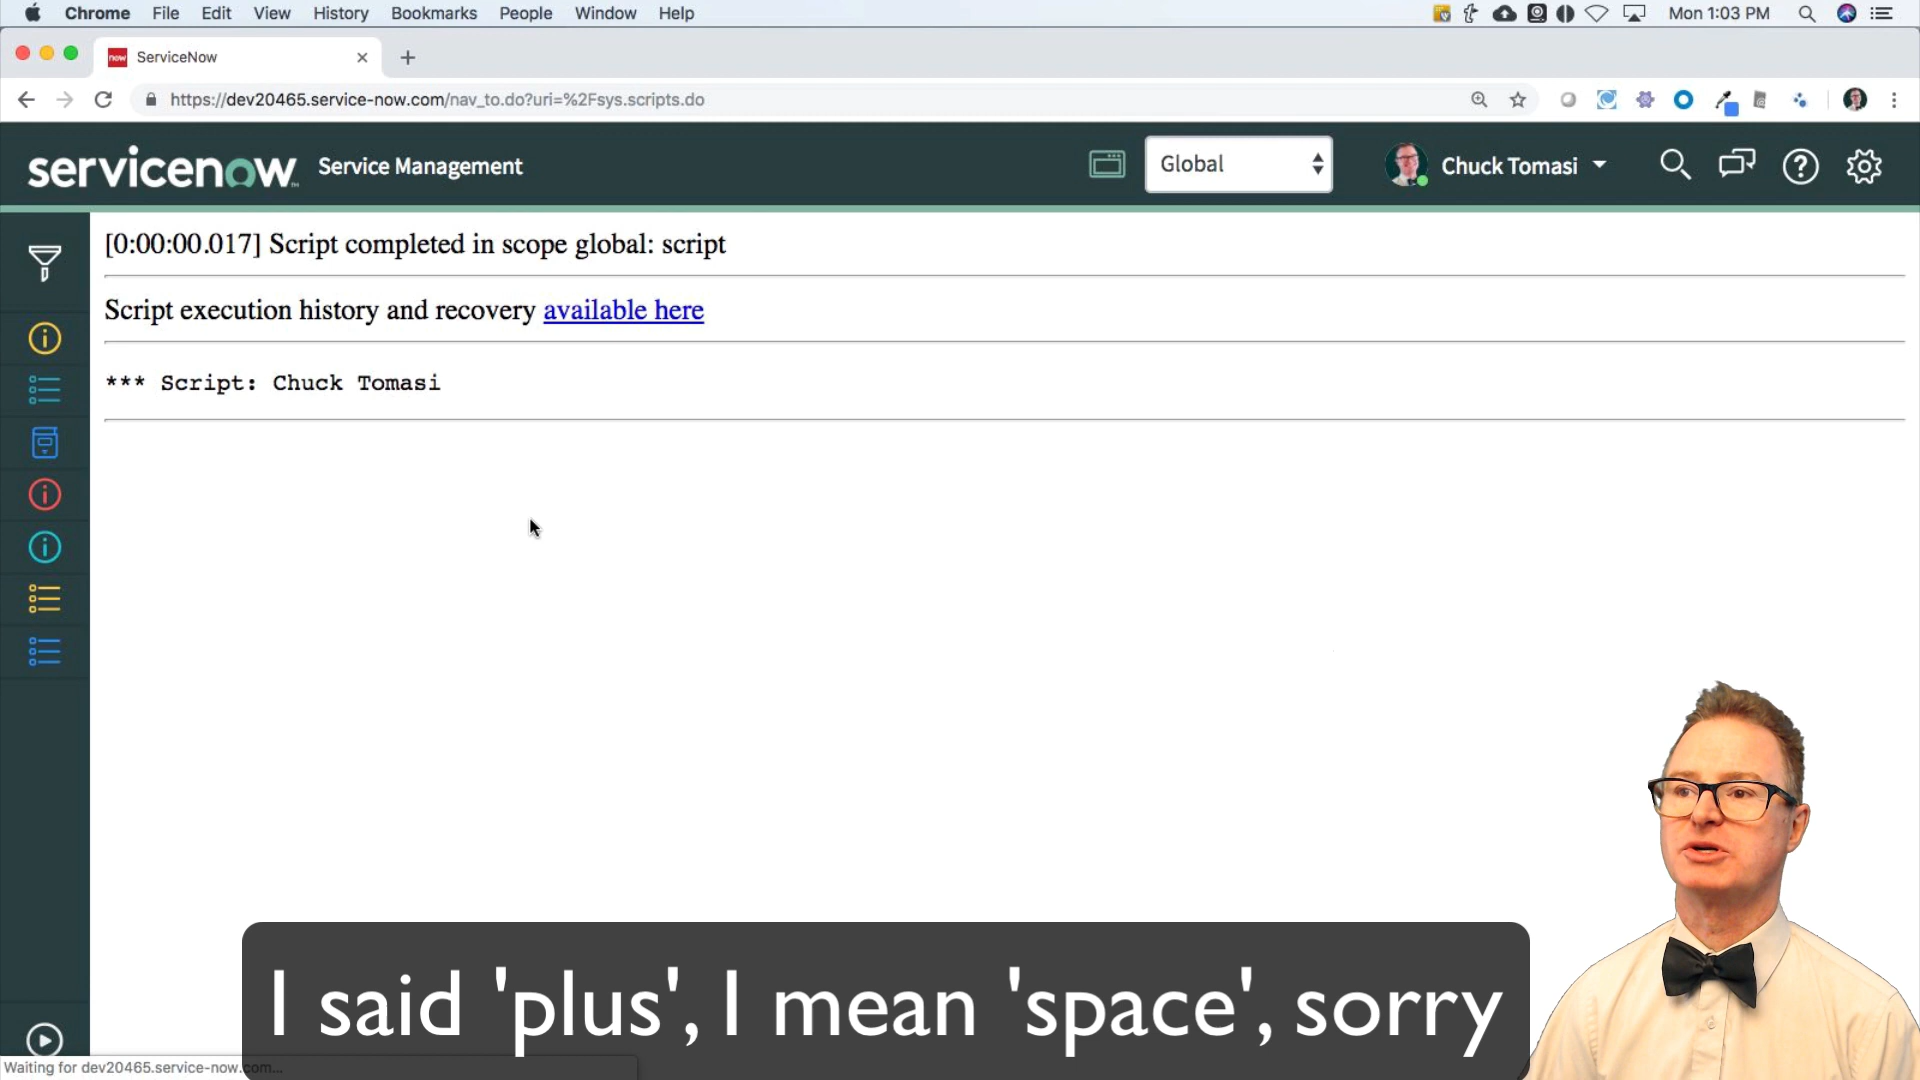 Chrome File Edit View History Bookmarks People Window Help Mon 1:03 PM
now ServiceNow
https://dev20465.service-now.com/nav_to.do?uri=%2Fsys.scripts.do
servicenow Service Management Global Chuck Tomasi
[0:00:00.017] Script completed in scope global: script
Script execution history and recovery available here
*** Script: Chuck Tomasi
I said 'plus', I mean 'space', sorry
Waiting for dev20465.service-now.com...